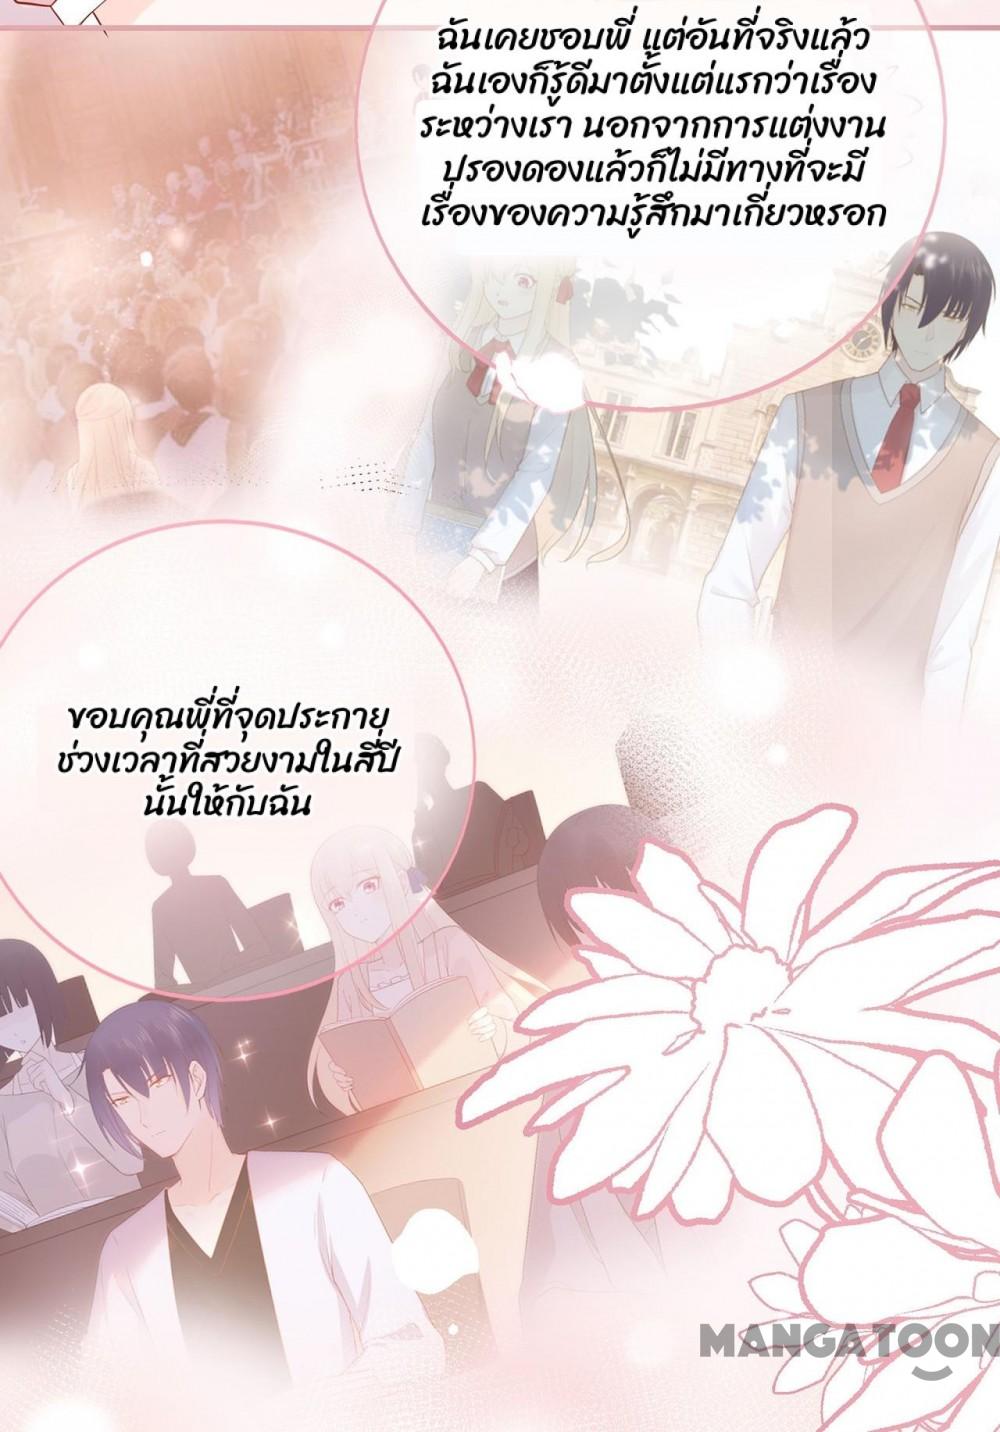 ฉันเคยชอบพี่ แต่อันที่จริงแล้ว
ฉันเองก็รู้ดีมาตั้งแต่แรกว่าเรื่อง
ระหว่างเรา นอกจากการแต่งงาน
ปรองดองแล้วก็ไม่มีทางที่จะมี
เรื่องของความรู้สึกมาเกี่ยวหรอก
ขอบคุณพี่ที่จุดประกาย
ช่วงเวลาที่สวยงามในสี่ปี
นั้นให้กับฉัน
MANGATOON